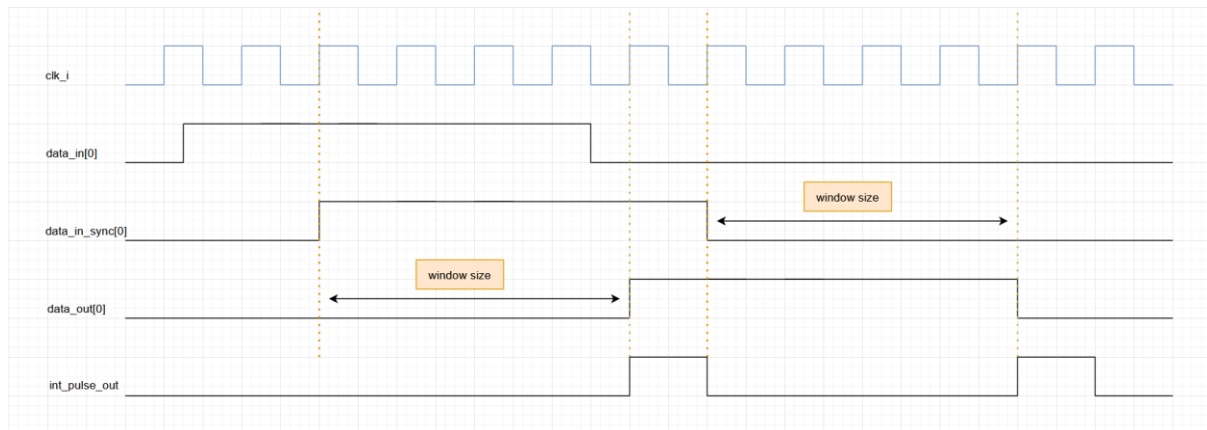 clk_i
data_in[0]
window size
data_in_sync[0]
window size
data_out[0]
int_pulse_out